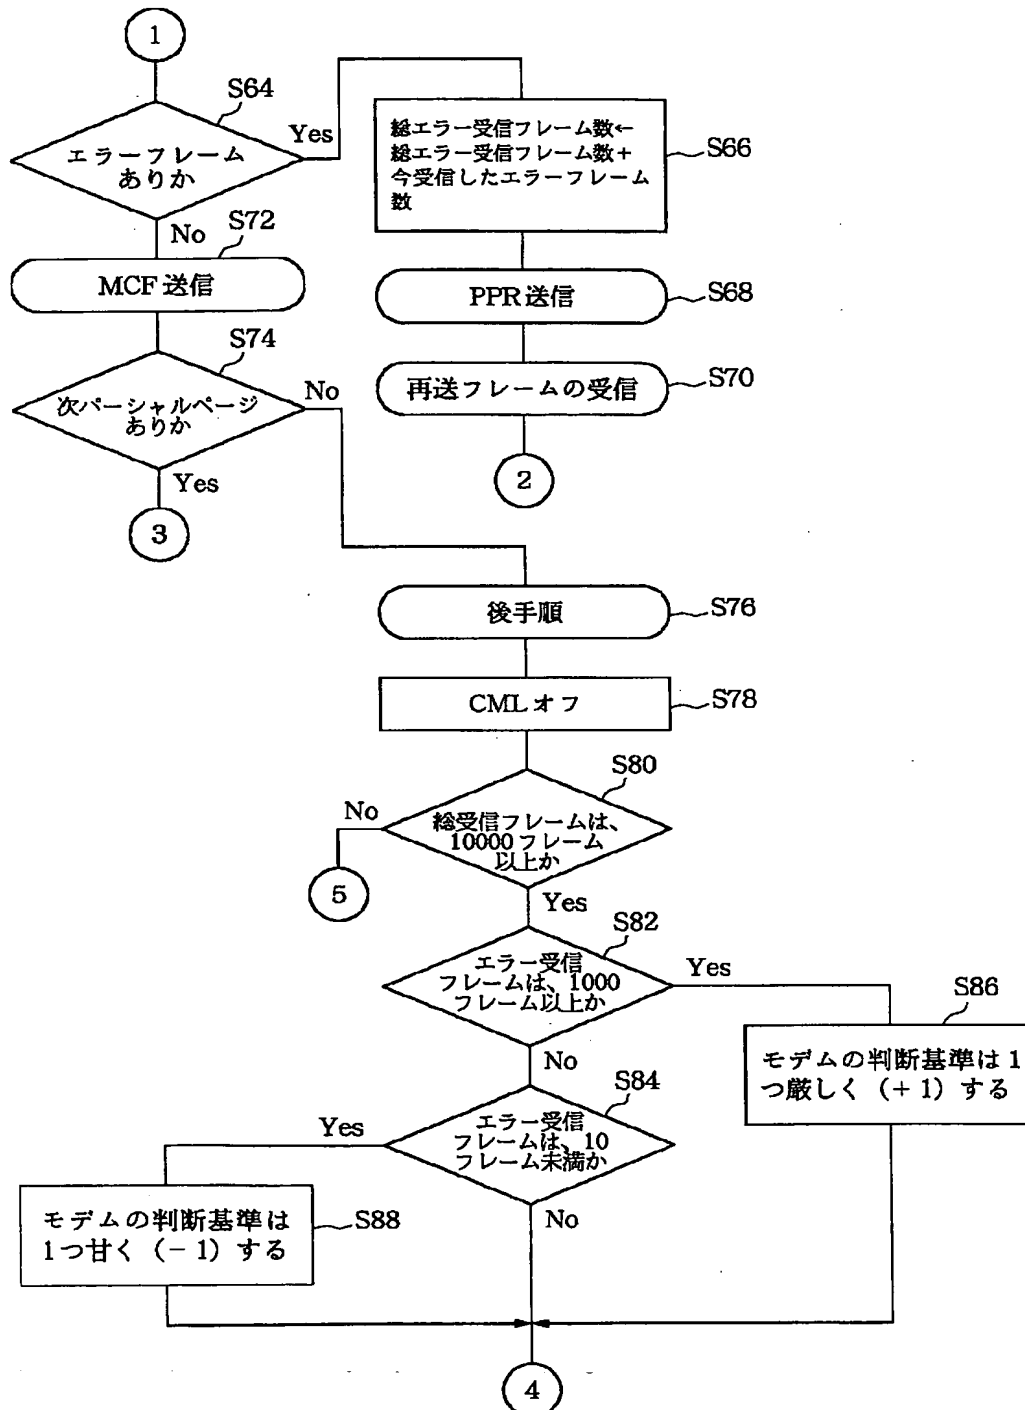 1
S64
エラーフレーム
ありか
Yes
総エラー受信フレーム数←
総エラー受信フレーム数+
今受信したエラーフレーム
数
S66
No
S72
MCF送信
PPR送信
S68
S74
次パーシャルページ
ありか
No
再送フレームの受信
S70
Yes
2
3
後手順
S76
CMLオフ
S78
S80
No
総受信フレームは、
10000フレーム
以上か
5
Yes
S82
エラー受信
フレームは、1000
フレーム以上か
Yes
S86
モデムの判断基準は1
つ厳しく(+1)する
No
S84
エラー受信
フレームは、10
フレーム未満か
Yes
モデムの判断基準は
1つ甘く(-1)する
S88
No
4